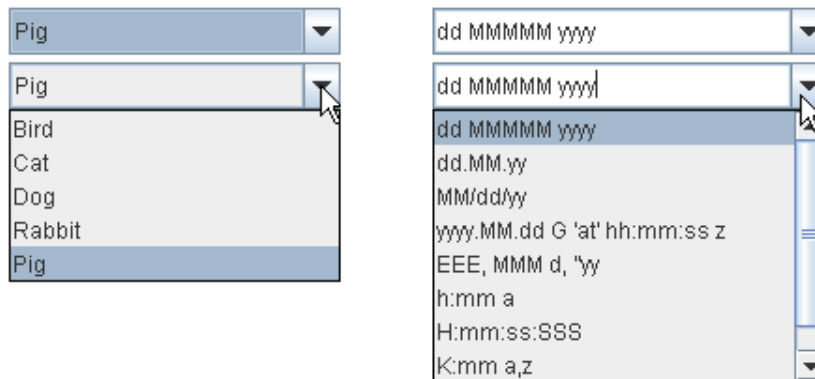 Pig
Pig
Bird
Cat
Dog
Rabbit
Pig
dd MMMMM yyyy
dd MMMMM yyyy
dd MMMMM yyyy
dd.MM.yy
MM/dd/yy
yyyy.MM.dd G 'at' hh:mm:ss z
EEE, MMM d, ''yy
h:mm a
H:mm:ss:SSS
K:mm a,z